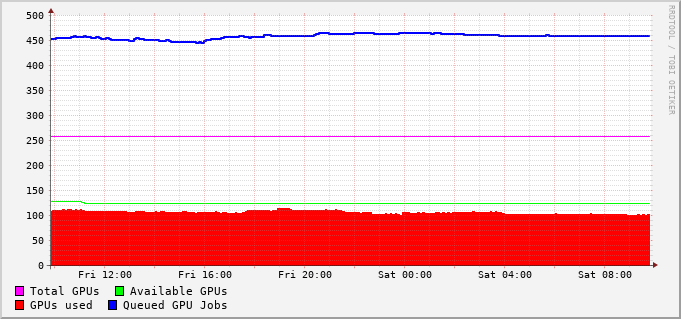 500
450
400
350
300
250
200
150
100
50
0
Fri 12:00 Fri 16:00 Fri 20:00 Sat 00:00 Sat 04:00 Sat 08:00
Total GPUs Available GPUs
GPUs used Queued GPU Jobs
RRDTOOL / TOBI OETIKER